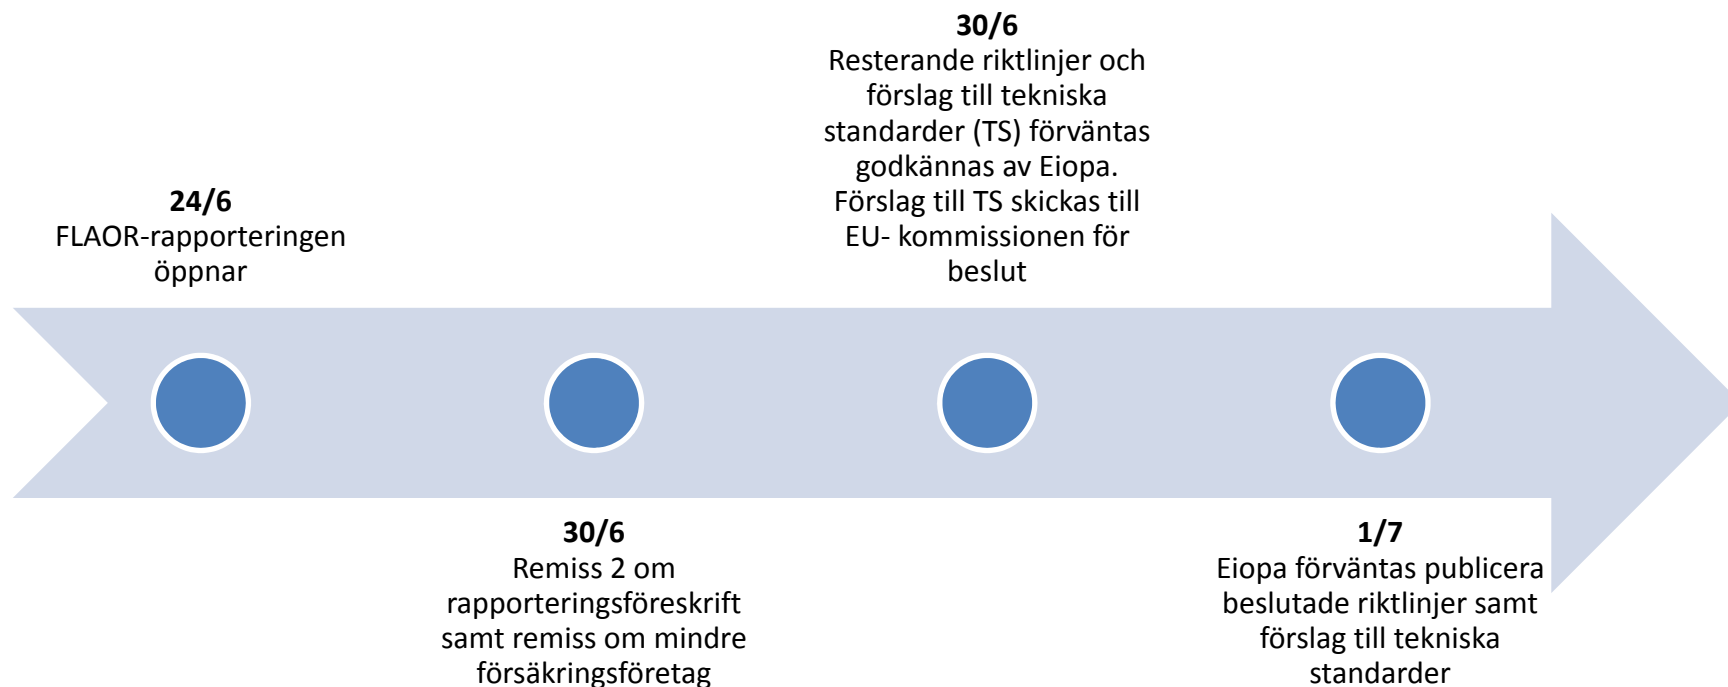 24/6
FLAOR-rapporteringen
öppnar
30/6
Remiss 2 om
rapporteringsföreskrift
samt remiss om mindre
försäkringsföretag
30/6
Resterande riktlinjer och
förslag till tekniska
standarder (TS) förväntas
godkännas av Eiopa.
Förslag till TS skickas till
EU- kommissionen för
beslut
1/7
Eiopa förväntas publicera
beslutade riktlinjer samt
förslag till tekniska
standarder